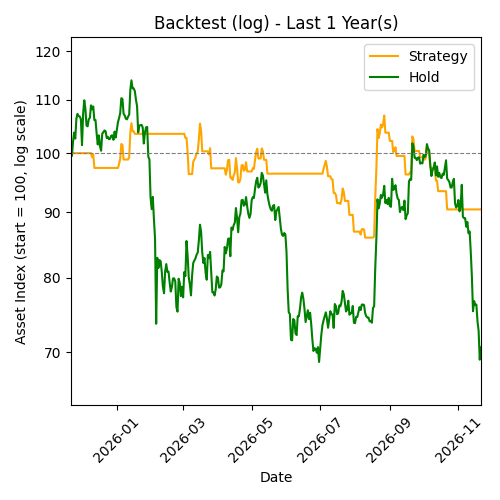 Backtest (log) - Last 1 Year(s)
Asset Index (start = 100, log scale)
120
110
100
90
80
70
Strategy
Hold
2026-01
2026-03
2026-05
2026-07
2026-09
2026-11
Date